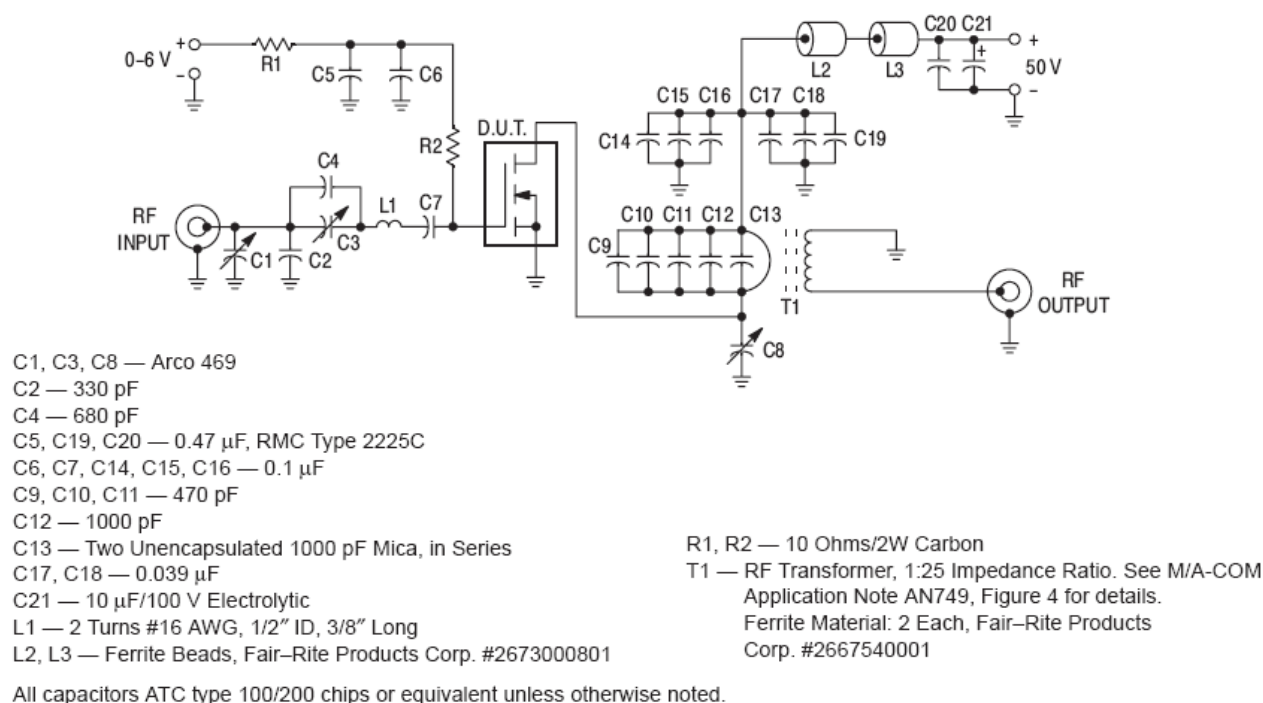 C20 C21
+
0–6 V
–
R1
C5
C6
L2
L3
+
+
50 V
–
C15 C16 C17 C18
C14
C19
R2
D.U.T.
C4
RF
INPUT
C1
C2
C3
L1
C7
C10 C11 C12 C13
C9
T1
C8
RF
OUTPUT
C1, C3, C8 — Arco 469
C2 — 330 pF
C4 — 680 pF
C5, C19, C20 — 0.47 μF, RMC Type 2225C
C6, C7, C14, C15, C16 — 0.1 μF
C9, C10, C11 — 470 pF
C12 — 1000 pF
C13 — Two Unencapsulated 1000 pF Mica, in Series
C17, C18 — 0.039 μF
C21 — 10 μF/100 V Electrolytic
L1 — 2 Turns #16 AWG, 1/2″ ID, 3/8″ Long
L2, L3 — Ferrite Beads, Fair–Rite Products Corp. #2673000801
R1, R2 — 10 Ohms/2W Carbon
T1 — RF Transformer, 1:25 Impedance Ratio. See M/A-COM
Application Note AN749, Figure 4 for details.
Ferrite Material: 2 Each, Fair–Rite Products
Corp. #2667540001
All capacitors ATC type 100/200 chips or equivalent unless otherwise noted.